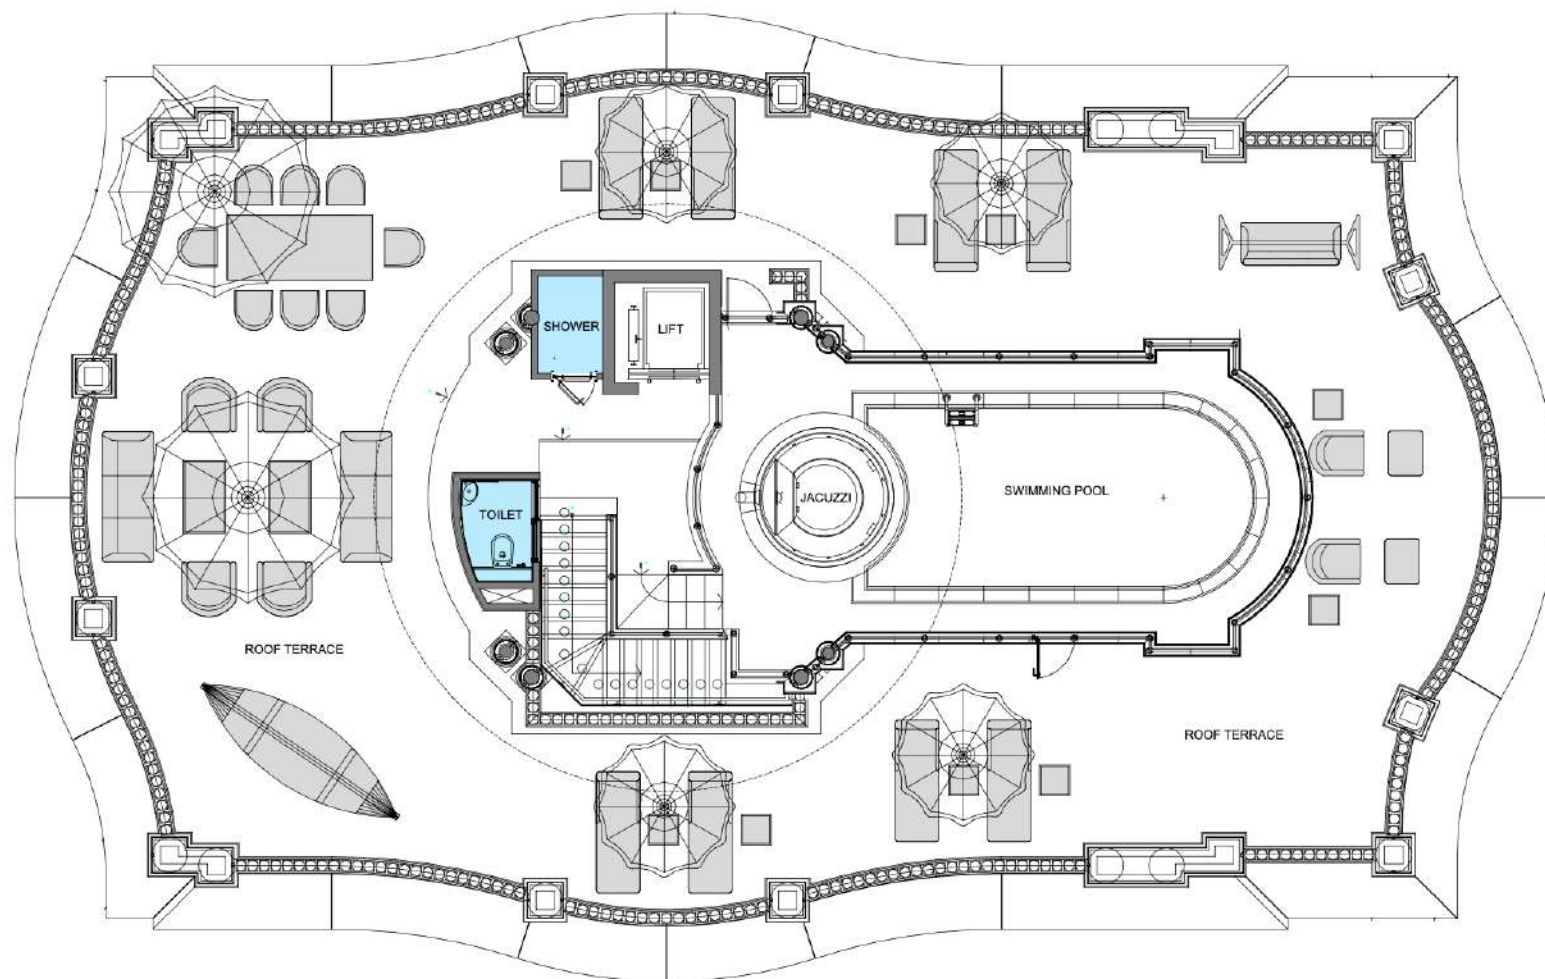 SHOWER
LIFT
JACUZZI
SWIMMING POOL
TOILET
ROOF TERRACE
ROOF TERRACE